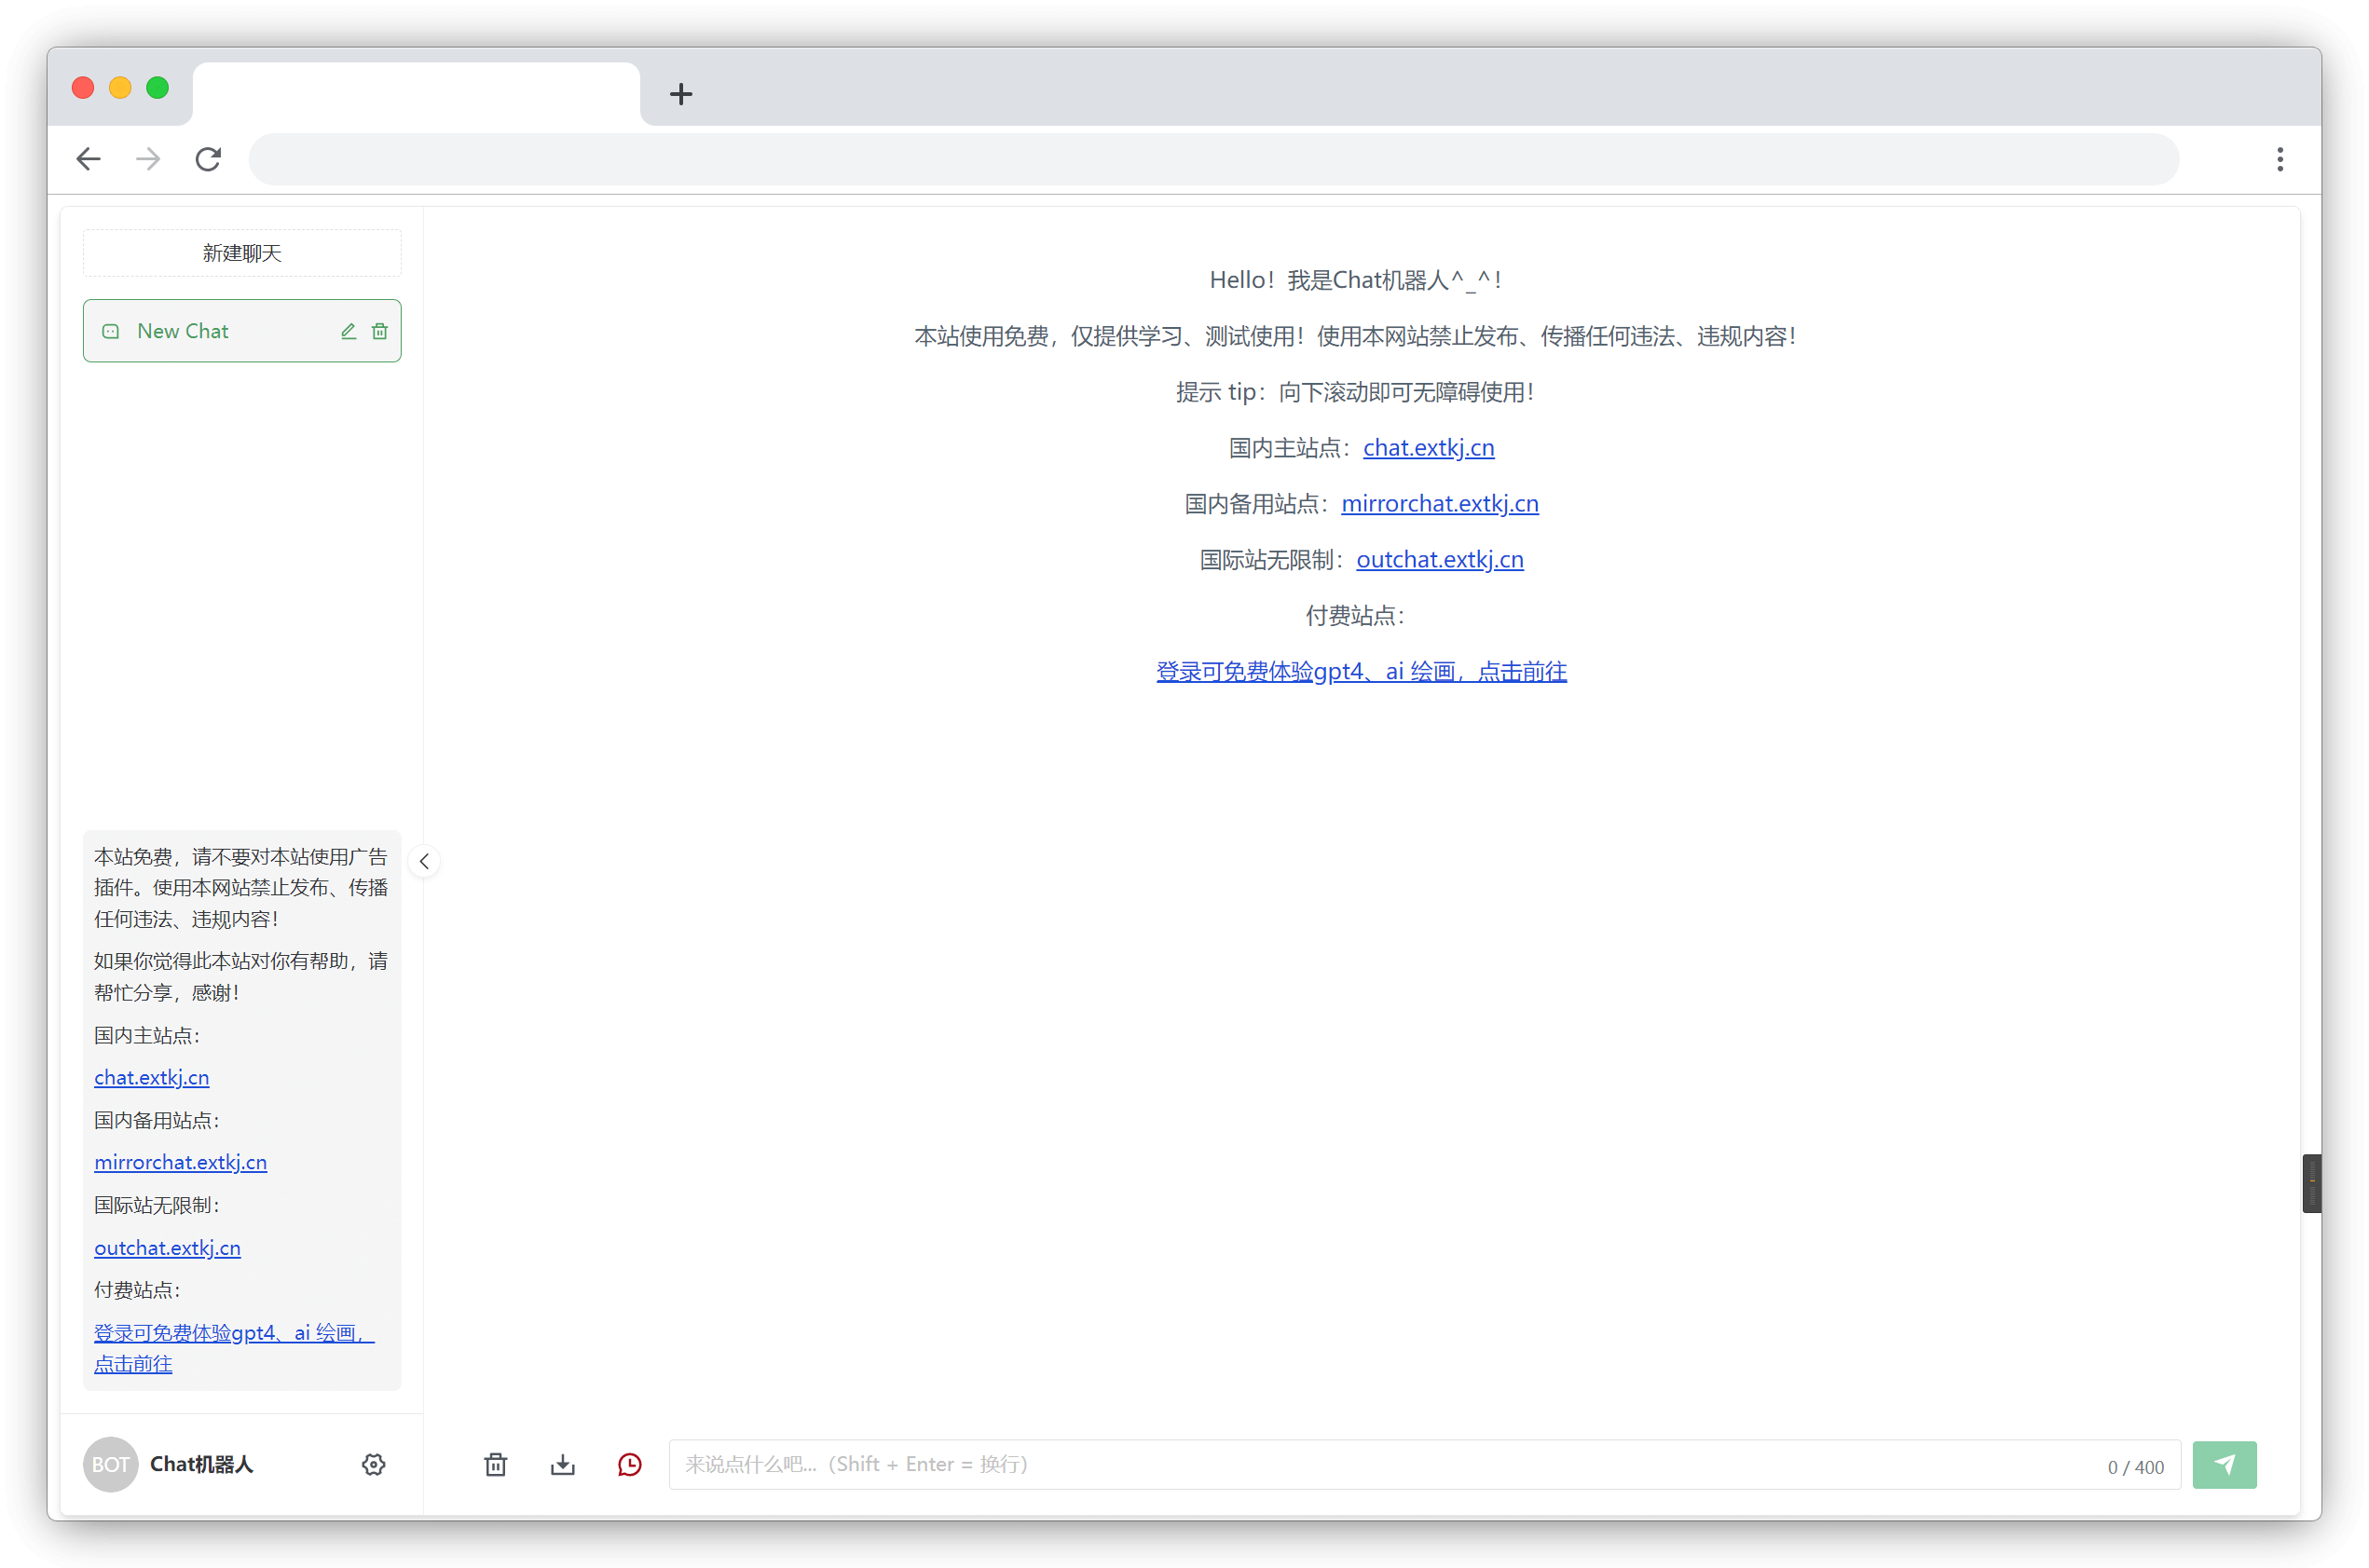 新建聊天
New Chat
本站免费，请不要对本站使用广告
插件。使用本网站禁止发布、传播
任何违法、违规内容！
如果你觉得此本站对你有帮助，请
帮忙分享，感谢！
国内主站点：
chat.extkj.cn
国内备用站点：
mirrorchat.extkj.cn
国际站无限制：
outchat.extkj.cn
付费站点：
登录可免费体验gpt4、ai 绘画，
点击前往
BOT Chat机器人
Hello！我是Chat机器人^_^！
本站使用免费，仅提供学习、测试使用！使用本网站禁止发布、传播任何违法、违规内容！
提示 tip：向下滚动即可无障碍使用！
国内主站点：chat.extkj.cn
国内备用站点：mirrorchat.extkj.cn
国际站无限制：outchat.extkj.cn
付费站点：
登录可免费体验gpt4、ai 绘画，点击前往
来说点什么吧...（Shift + Enter = 换行）
0 / 400